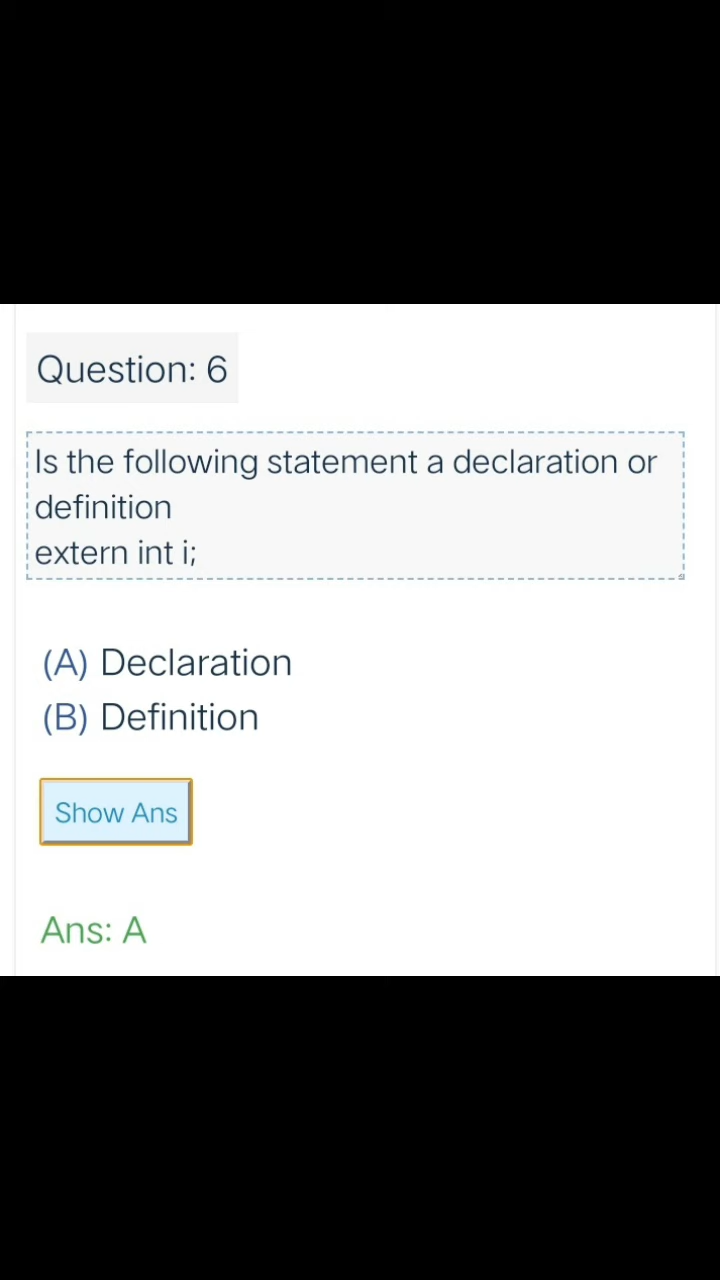 Question: 6
Is the following statement a declaration or
definition
extern int i;
(A) Declaration
(B) Definition
Show Ans
Ans: A